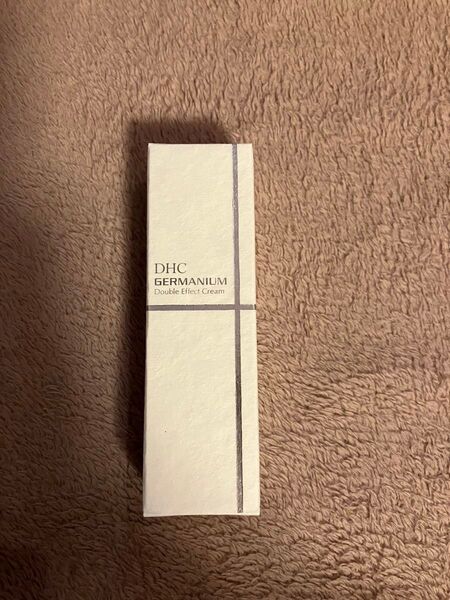 DHC
GERMANIUM
Double Effect Cream